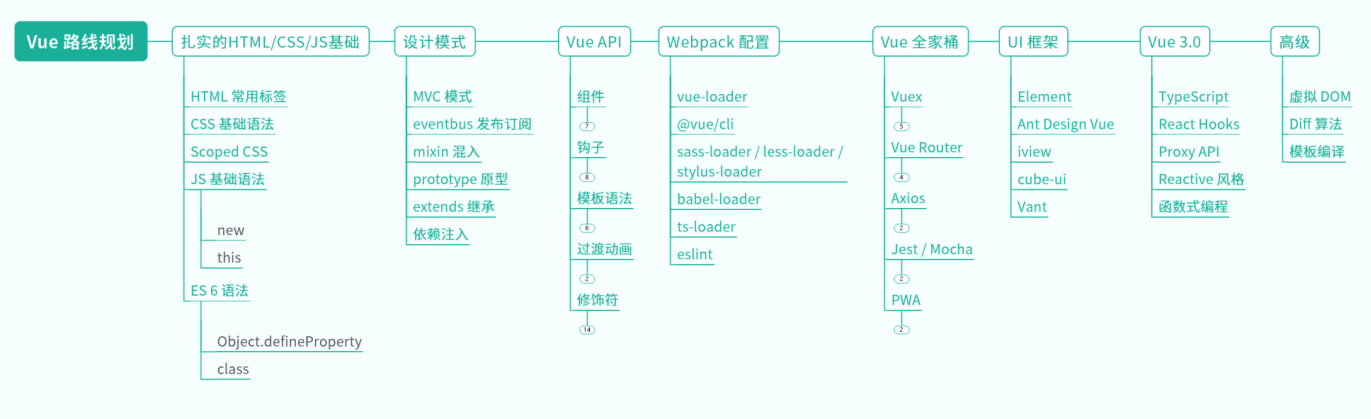 Vue 路线规划
扎实的HTML/CSS/JS基础
HTML 常用标签
CSS 基础语法
Scoped CSS
JS 基础语法
new
this
ES 6 语法
Object.defineProperty
class
设计模式
MVC 模式
eventbus 发布订阅
mixin 混入
prototype 原型
extends 继承
依赖注入
Vue API
组件
7
钩子
8
模板语法
6
过渡动画
2
修饰符
14
Webpack 配置
vue-loader
@vue/cli
sass-loader / less-loader /
stylus-loader
babel-loader
ts-loader
eslint
Vue 全家桶
Vuex
5
Vue Router
4
Axios
2
Jest / Mocha
2
PWA
2
UI 框架
Element
Ant Design Vue
iview
cube-ui
Vant
Vue 3.0
TypeScript
React Hooks
Proxy API
Reactive 风格
函数式编程
高级
虚拟 DOM
Diff 算法
模板编译